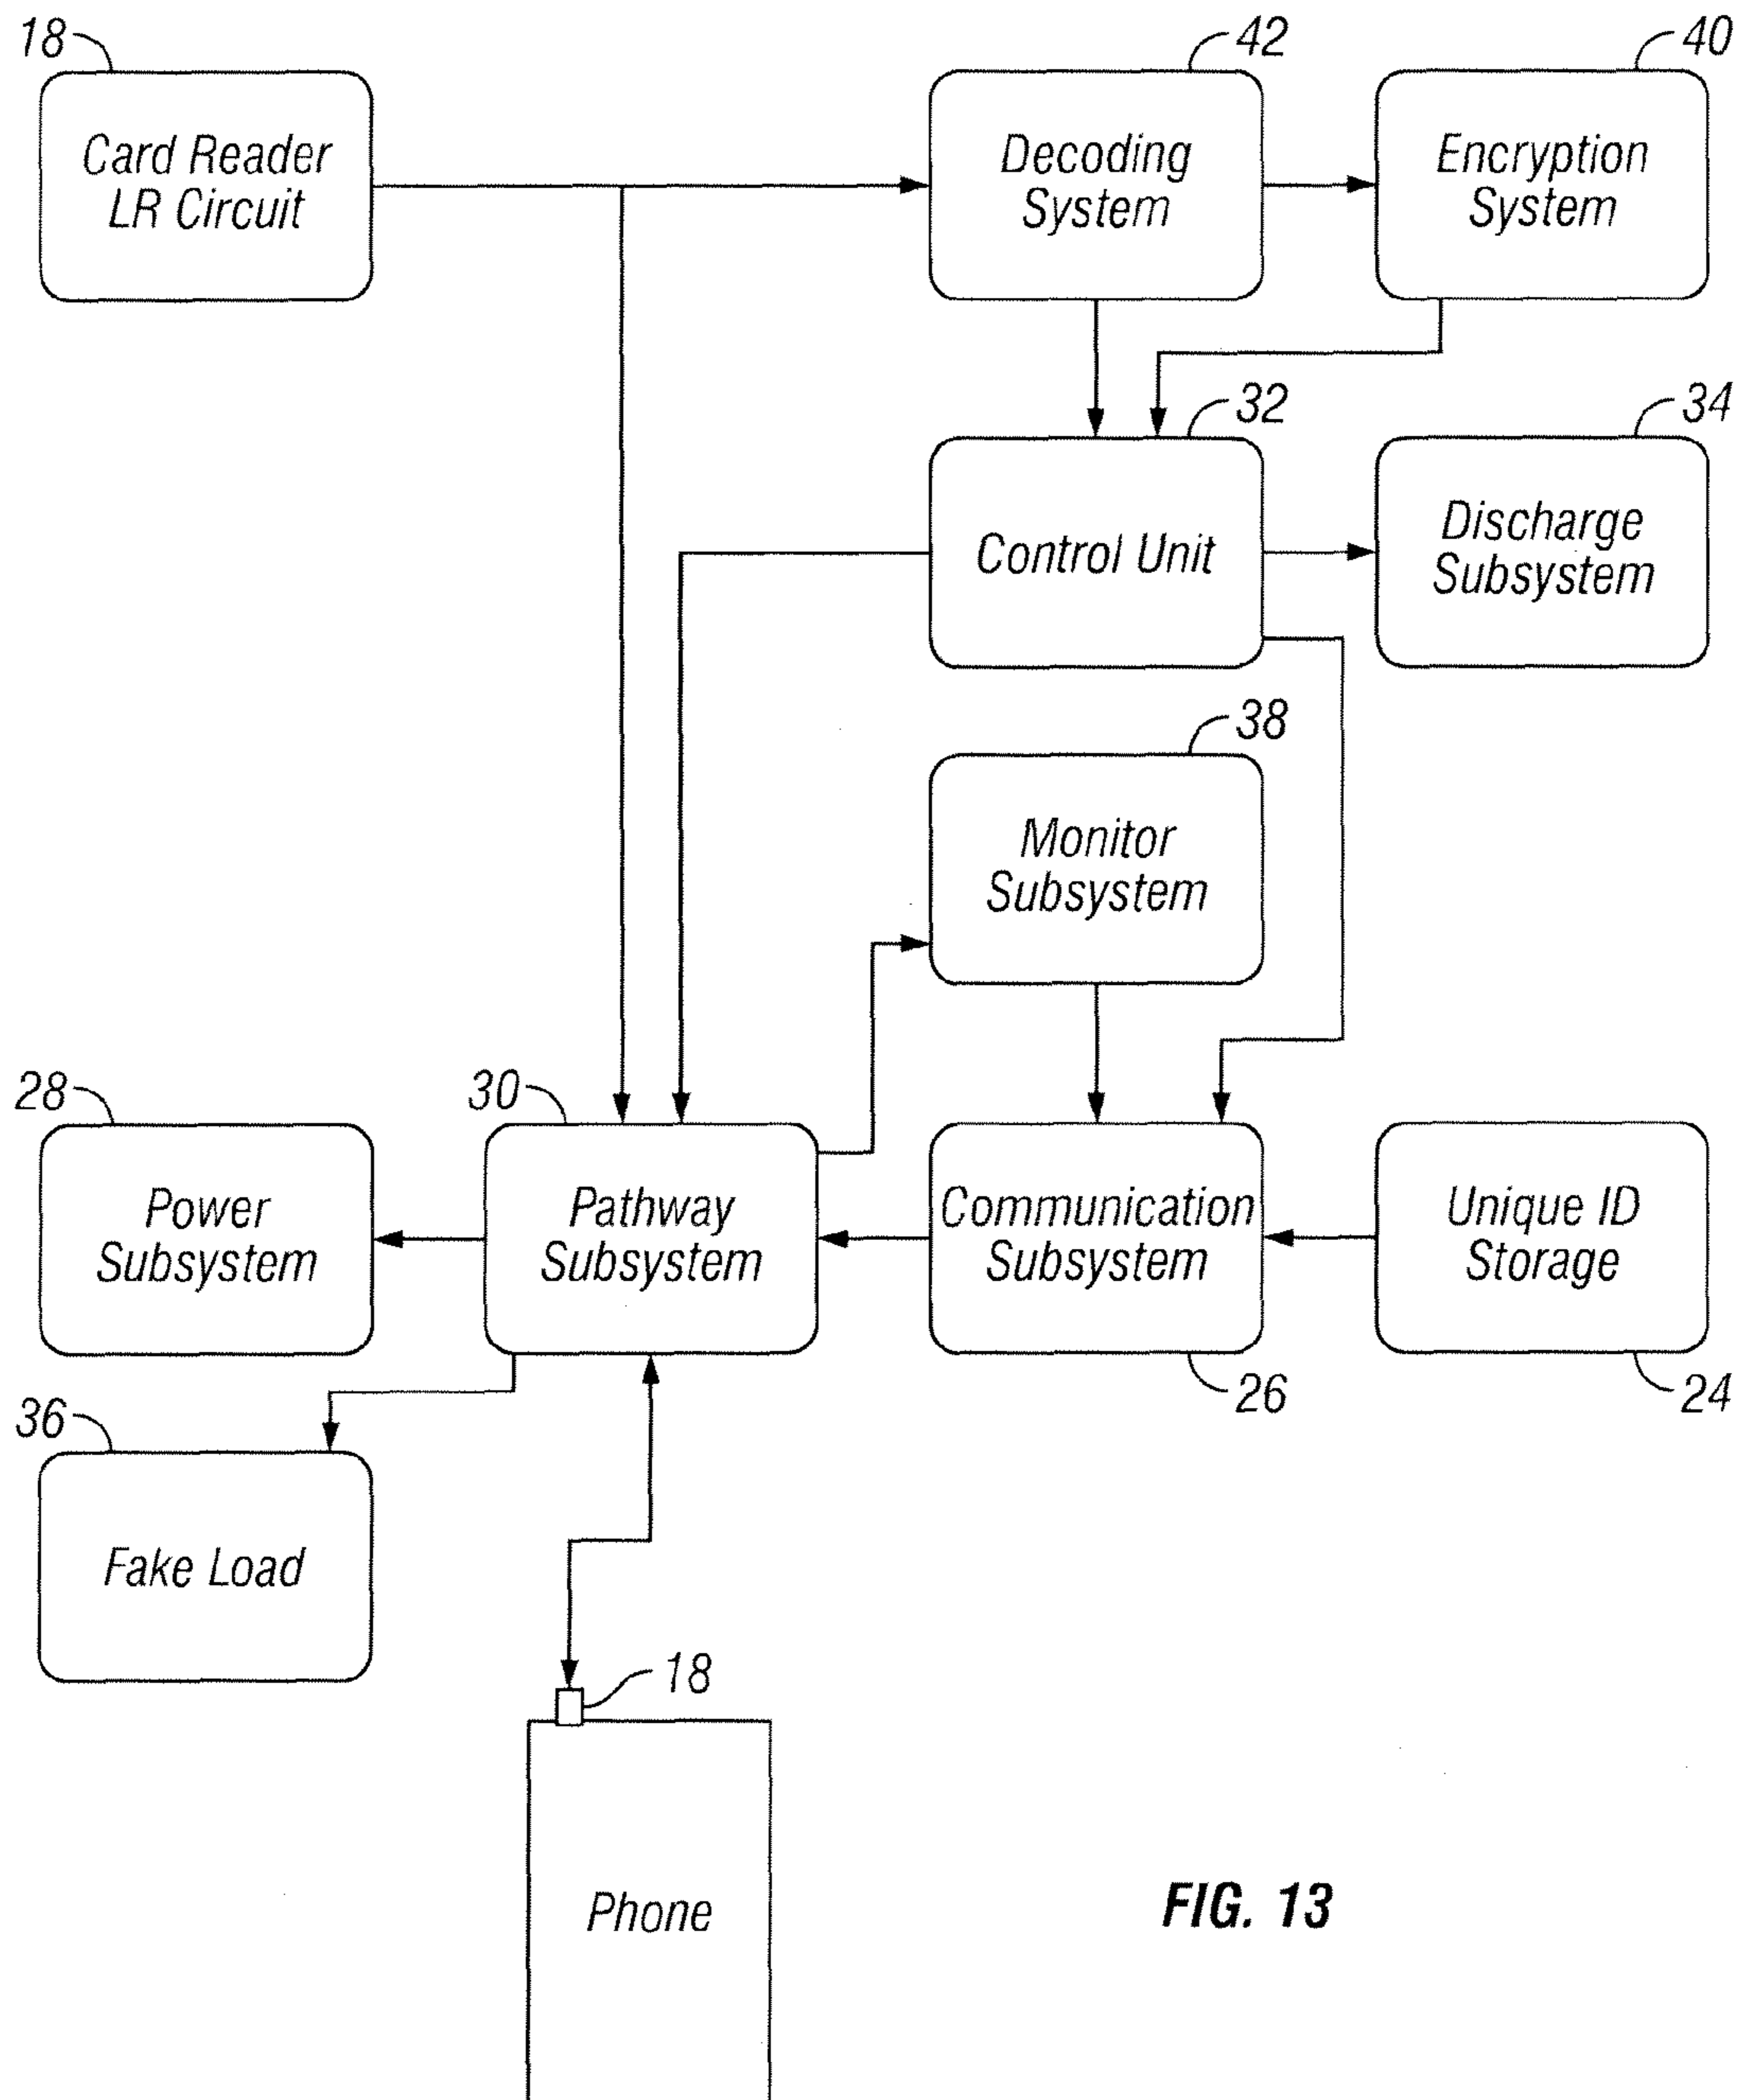 18
42
40
Card Reader
LR Circuit
Decoding
System
Encryption
System
32
34
Control Unit
Discharge
Subsystem
38
Monitor
Subsystem
28
30
Power
Subsystem
Pathway
Subsystem
Communication
Subsystem
Unique ID
Storage
26
24
36
Fake Load
18
Phone
FIG. 13